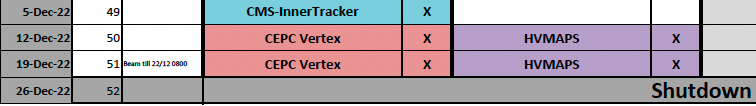 5-Dec-22 49 CMS-InnerTracker X
12-Dec-22 50 CEPC Vertex X HVMAPS X
19-Dec-22 51 Beam till 22/12 0800 CEPC Vertex X HVMAPS X
26-Dec-22 52 Shutdown